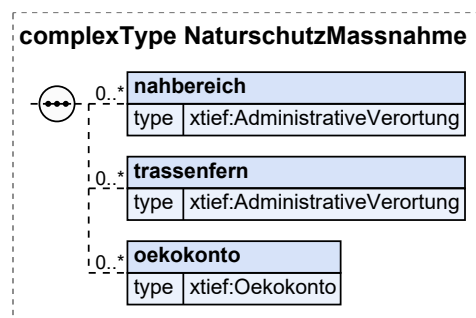 complexType NaturschutzMassnahme
0..* nahbereich
type xtief:AdministrativeVerortung
0..* trassenfern
type xtief:AdministrativeVerortung
0..* oekokonto
type xtief:Oekokonto